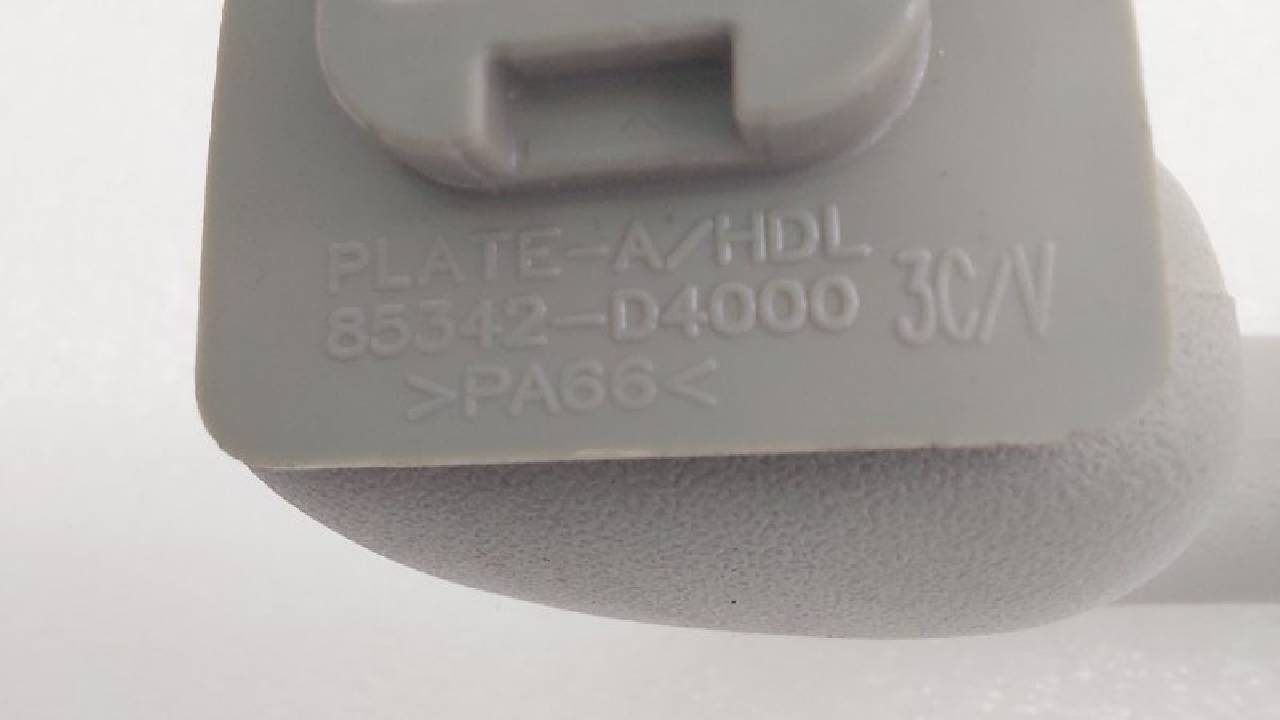 PLATE-A/HDL
85342-D4000 3C/V
>PA66<